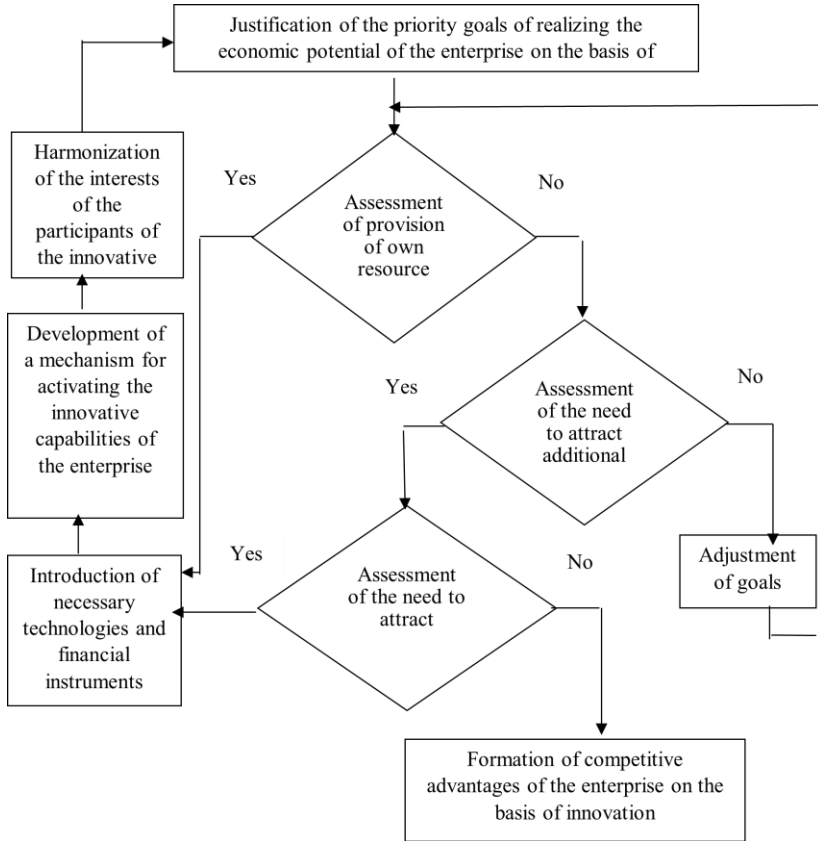 Justification of the priority goals of realizing the
economic potential of the enterprise on the basis of
Harmonization
of the interests
of the
participants of
the innovative
Yes
Assessment
of provision
of own
resource
No
Development of
a mechanism for
activating the
innovative
capabilities of
the enterprise
Yes
Assessment
of the need
to attract
additional
No
Introduction of
necessary
technologies and
financial
instruments
Yes
Assessment
of the need to
attract
No
Adjustment
of goals
Formation of competitive
advantages of the enterprise on the
basis of innovation